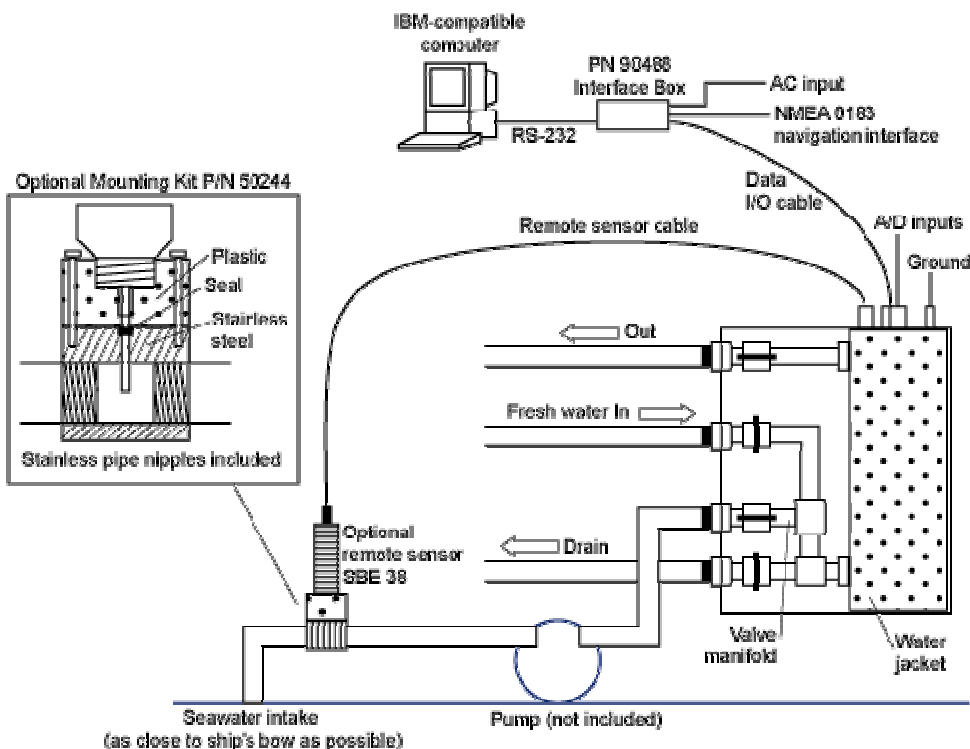 IBM-compatible
computer
PN 90488
Interface Box
AC input
NMEA 0183
navigation interface
RS-232
Data
I/O cable
Optional Mounting Kit P/N 50244
Remote sensor cable
A/D inputs
Ground
Plastic
Seal
Stainless
steel
Out
Fresh water In
Stainless pipe nipples included
Optional
remote sensor
SBE 38
Drain
Valve
manifold
Water
jacket
Seawater intake
(as close to ship's bow as possible)
Pump (not included)